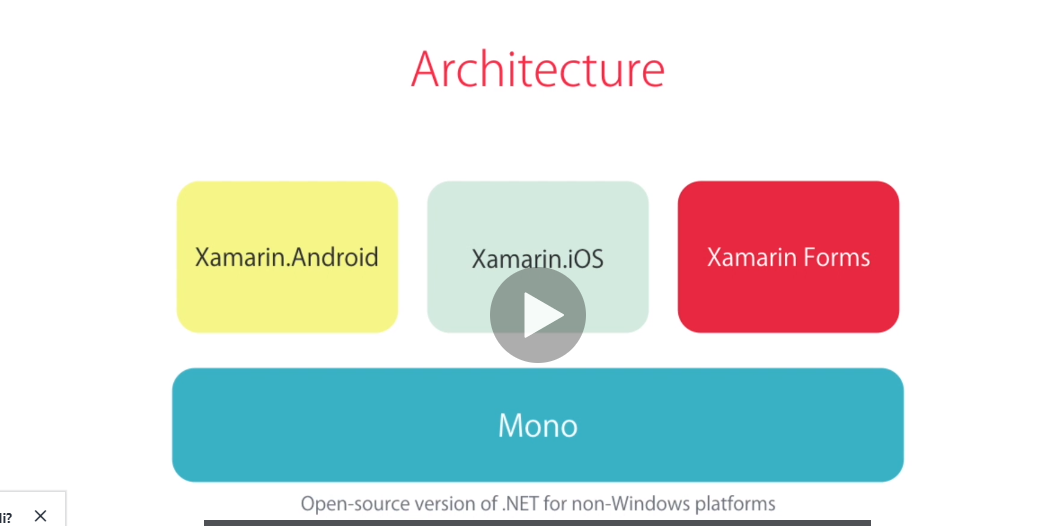 Architecture
Xamarin.Android
Xamarin.iOS
Xamarin Forms
Mono
Open-source version of .NET for non-Windows platforms